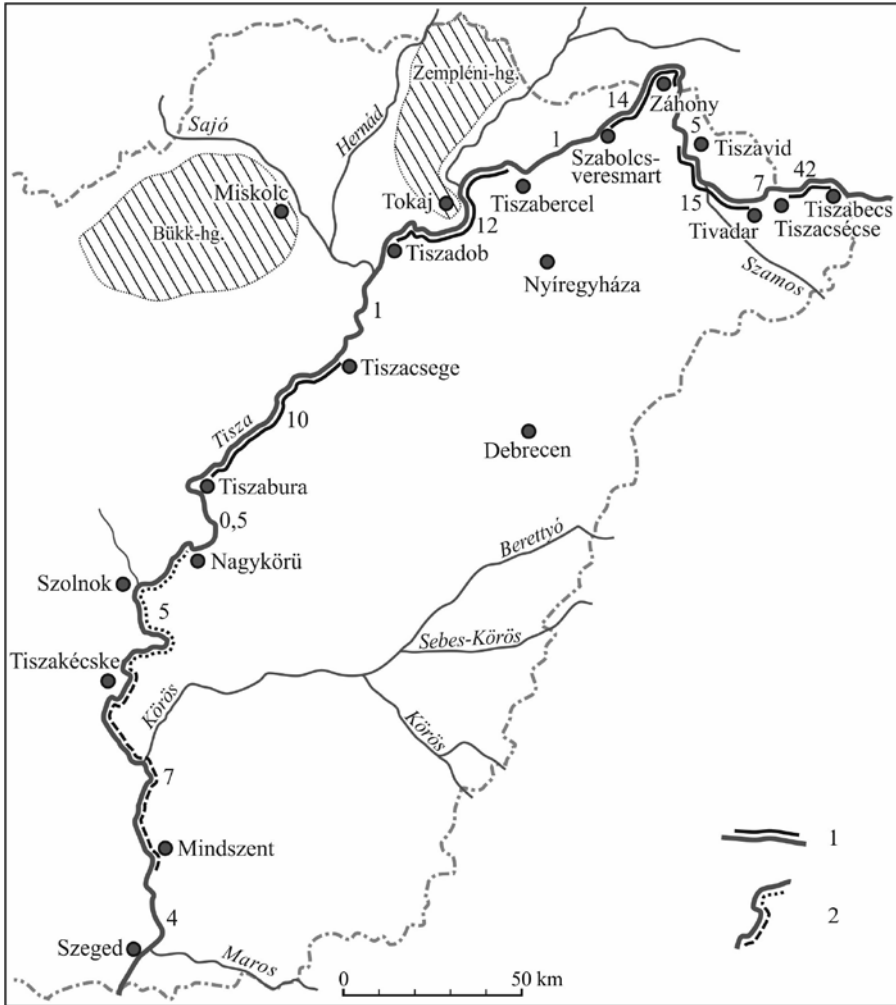 Zempléni-hg.
Záhony
14
5
Sajó
Hernád
1
Szabolcs-
veresmart
Tiszavid
7
42
Miskolc
Tokaj
Tiszabercel
15
Tiszabecs
Tivadar
Tiszacsécse
Bükk-hg.
12
Tiszadob
Nyíregyháza
Szamos
1
Tiszacsege
Tisza
10
Debrecen
Tiszabura
0,5
Berettyó
Nagykörü
Szolnok
5
Sebes-Körös
Tiszakécske
Körös
Körös
7
1
Mindszent
2
4
Szeged
Maros
0
50 km